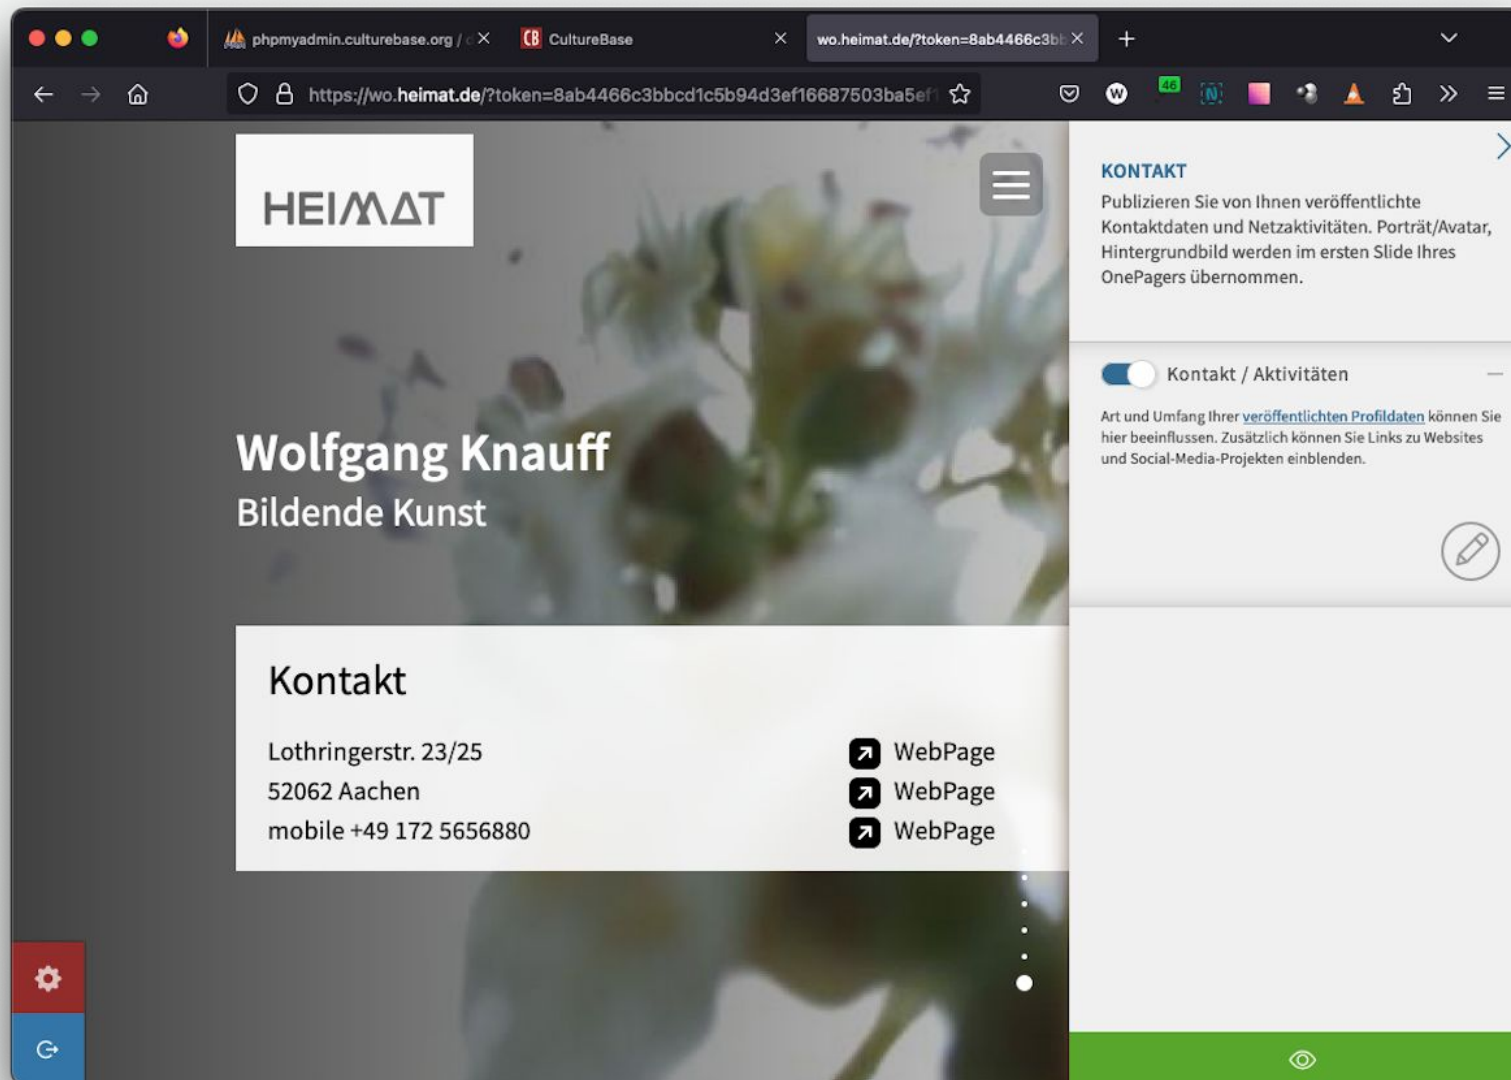 phpmyadmin.culturebase.org /
CB CultureBase
wo.heimat.de/?token=8ab4466c3bb
https://wo.heimat.de/?token=8ab4466c3bbcd1c5b94d3ef16687503ba5ef1
W
46
N
HEIMAT
Wolfgang Knauff
Bildende Kunst
Kontakt
Lothringerstr. 23/25
52062 Aachen
mobile +49 172 5656880
WebPage
WebPage
WebPage
KONTAKT
Publizieren Sie von Ihnen veröffentlichte
Kontaktdaten und Netzaktivitäten. Porträt/Avatar,
Hintergrundbild werden im ersten Slide Ihres
OnePagers übernommen.
Kontakt / Aktivitäten
Art und Umfang Ihrer veröffentlichten Profildaten können Sie
hier beeinflussen. Zusätzlich können Sie Links zu Websites
und Social-Media-Projekten einblenden.